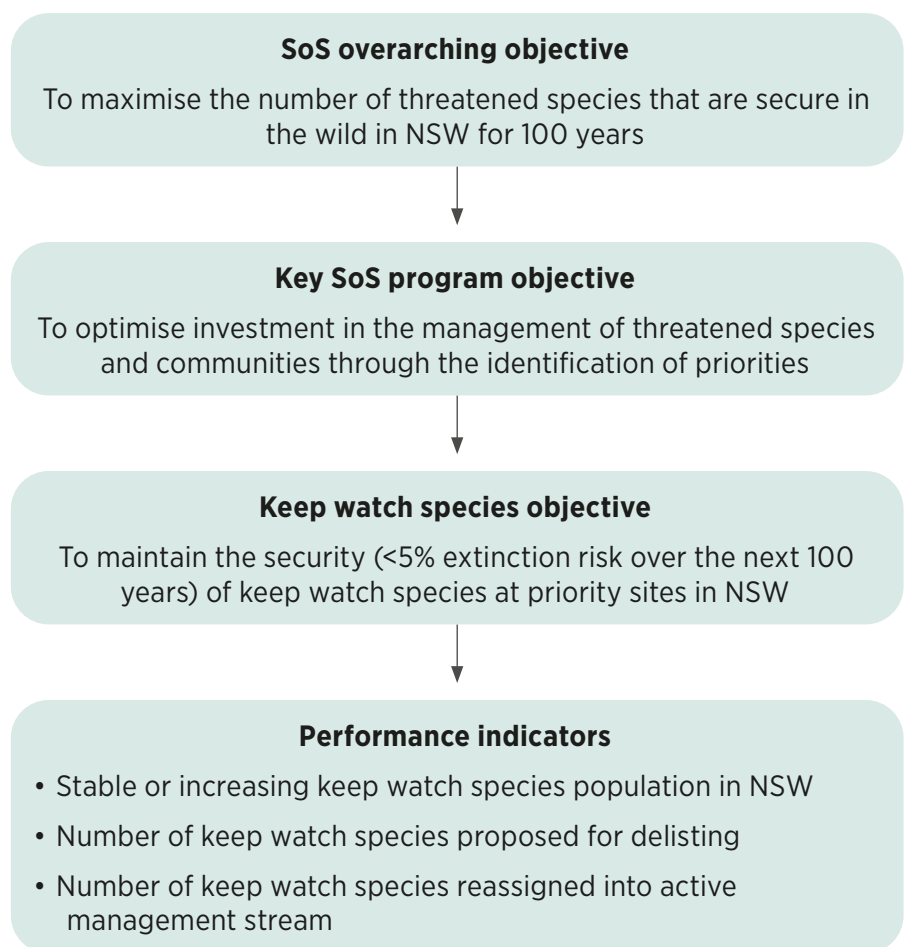 SoS overarching objective
To maximise the number of threatened species that are secure in
the wild in NSW for 100 years
Key SoS program objective
To optimise investment in the management of threatened species
and communities through the identification of priorities
Keep watch species objective
To maintain the security (<5% extinction risk over the next 100
years) of keep watch species at priority sites in NSW
Performance indicators
• Stable or increasing keep watch species population in NSW
• Number of keep watch species proposed for delisting
• Number of keep watch species reassigned into active
management stream